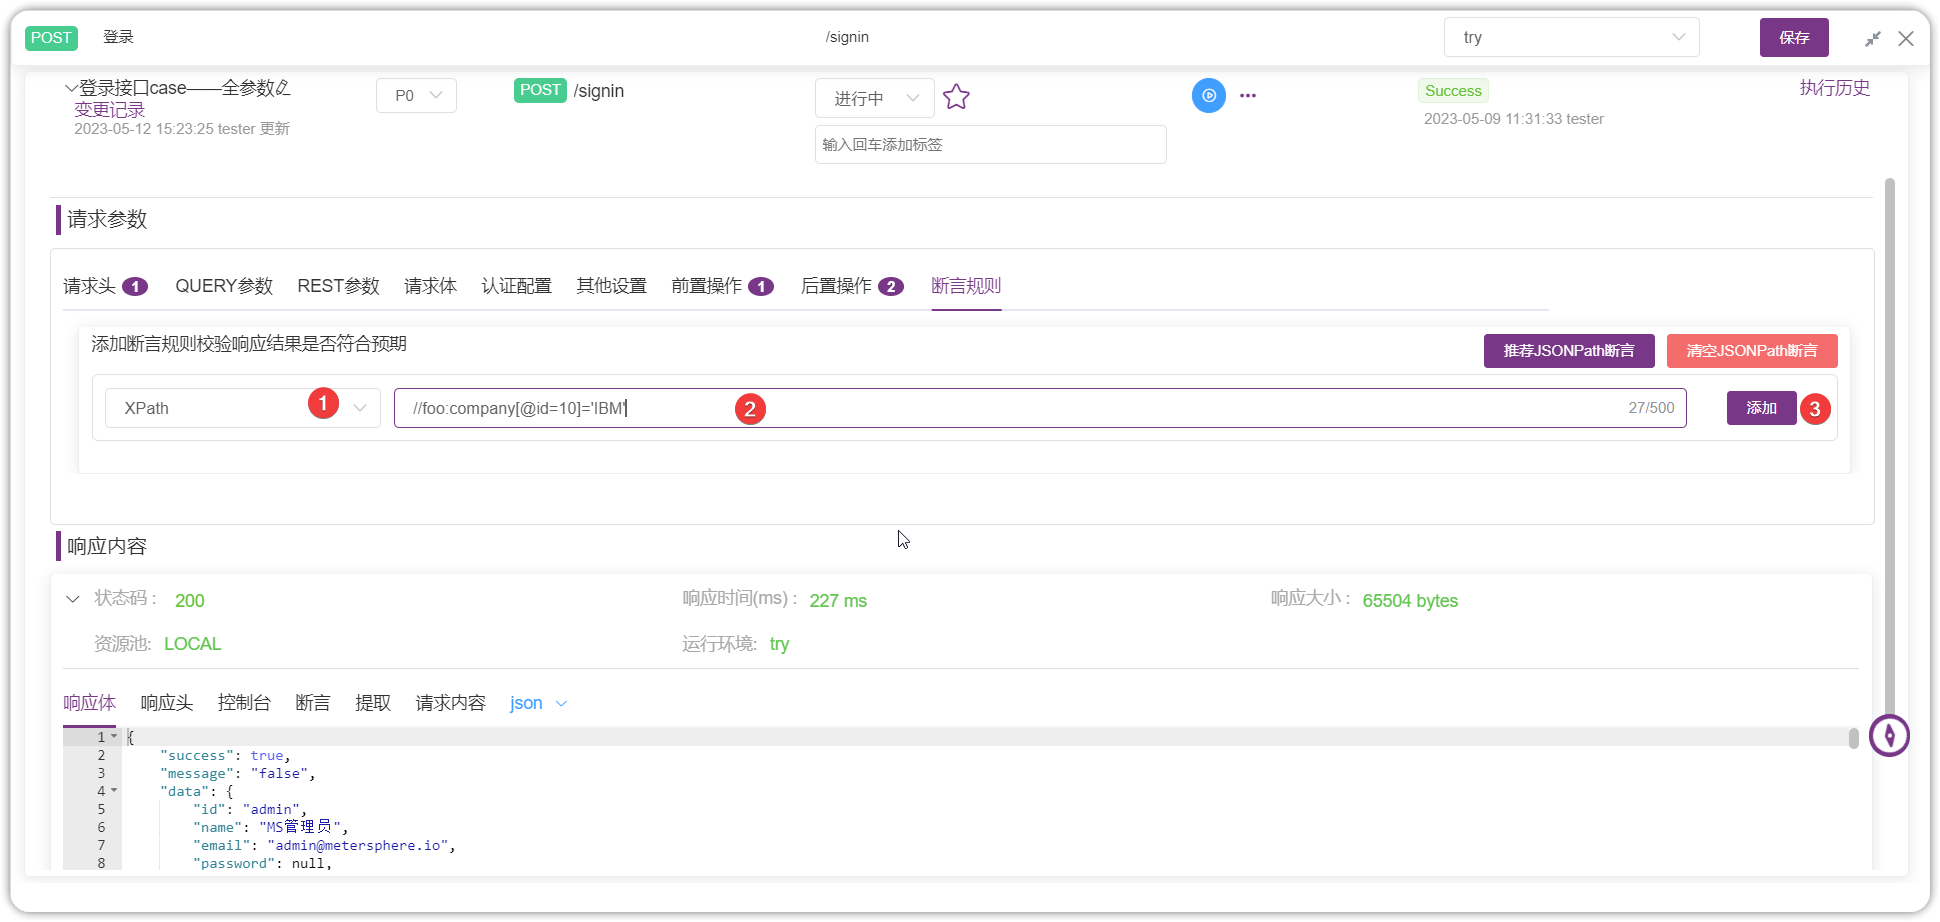 POST 登录 /signin try 保存
登录接口case——全参数 P0 POST /signin 进行中 Success 执行历史
变更记录
2023-05-12 15:23:25 tester 更新 2023-05-09 11:31:33 tester
输入回车添加标签
请求参数
请求头 1 QUERY参数 REST参数 请求体 认证配置 其他设置 前置操作 1 后置操作 2 断言规则
添加断言规则校验响应结果是否符合预期 推荐JSONPath断言 清空JSONPath断言
XPath 1 //foo:company[@id=10]='IBM' 2 27/500 添加 3
响应内容
状态码 : 200 响应时间(ms) : 227 ms 响应大小 : 65504 bytes
资源池: LOCAL 运行环境: try
响应体 响应头 控制台 断言 提取 请求内容 json
1 {
2 "success": true,
3 "message": "false",
4 "data": {
5 "id": "admin",
6 "name": "MS管理员",
7 "email": "admin@metersphere.io",
8 "password": null,